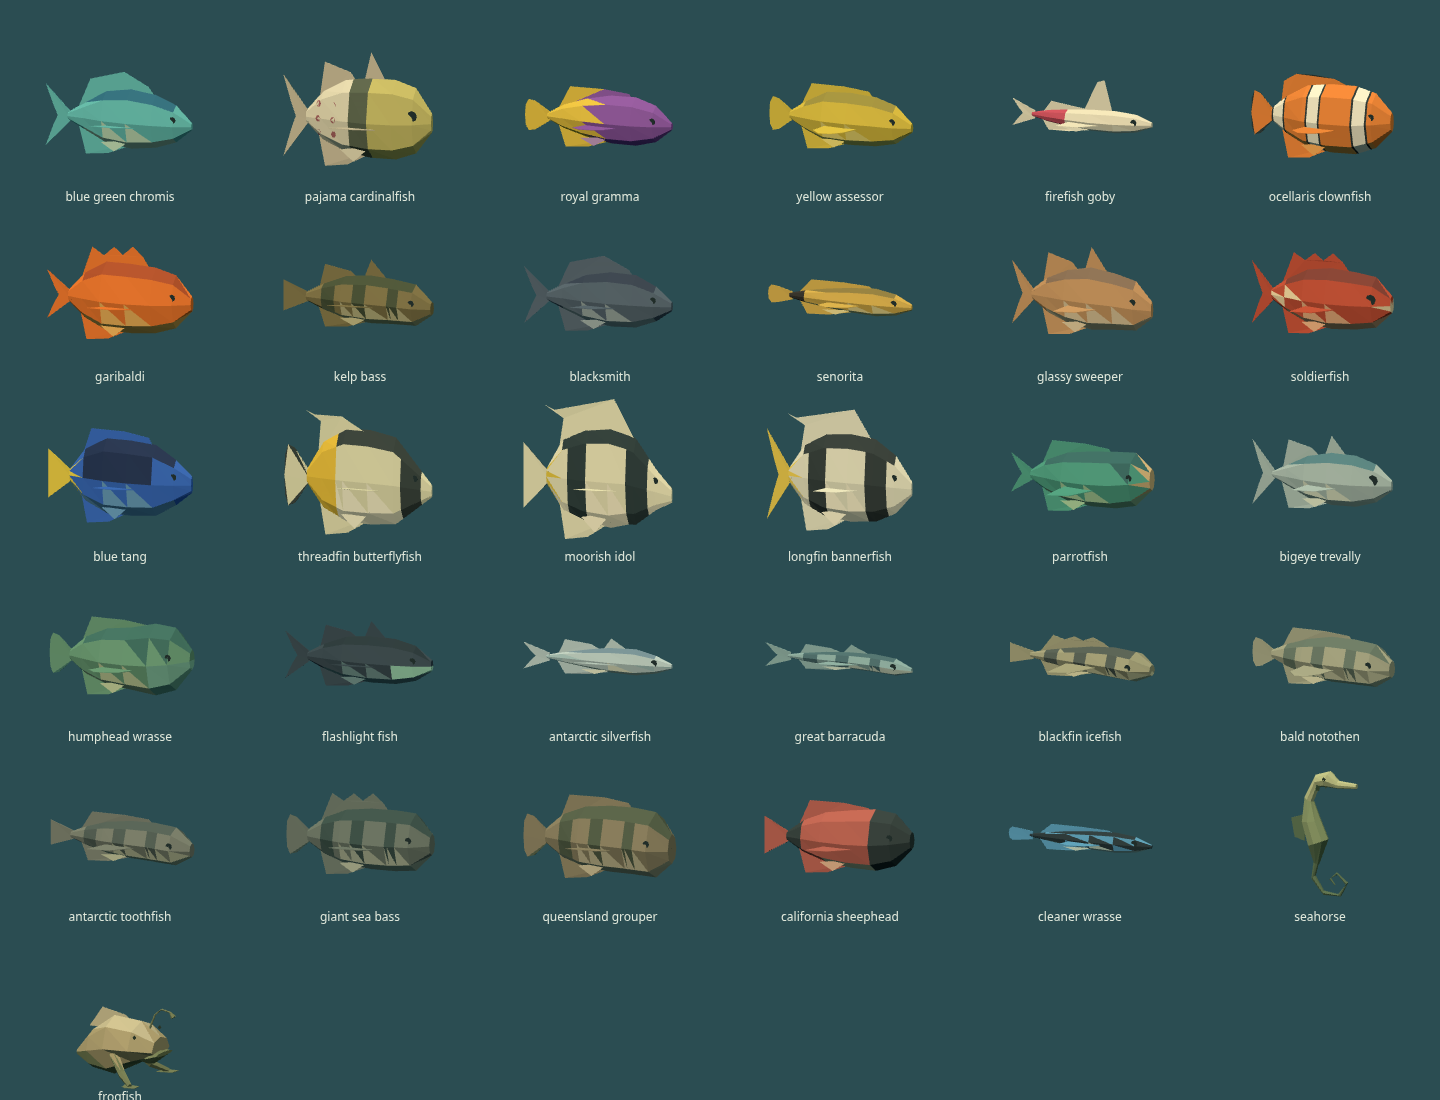 blue green chromis
pajama cardinalfish
royal gramma
yellow assessor
firefish goby
ocellaris clownfish
garibaldi
kelp bass
blacksmith
senorita
glassy sweeper
soldierfish
blue tang
threadfin butterflyfish
moorish idol
longfin bannerfish
parrotfish
bigeye trevally
humphead wrasse
flashlight fish
antarctic silverfish
great barracuda
blackfin icefish
bald notothen
antarctic toothfish
giant sea bass
queensland grouper
california sheephead
cleaner wrasse
seahorse
frogfish